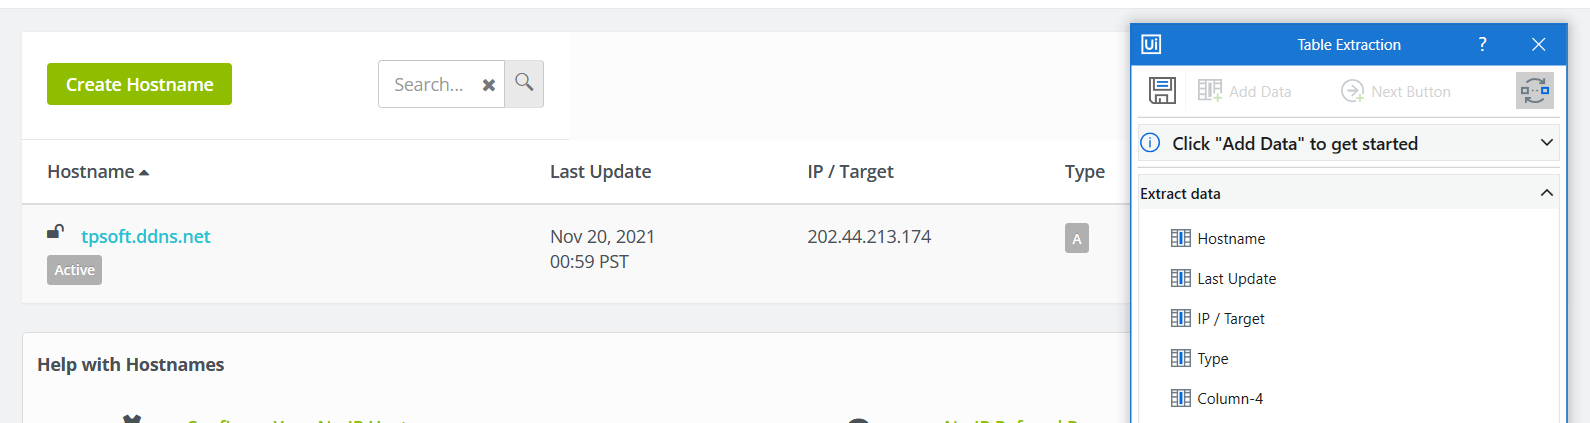 Create Hostname
Search...
Hostname
Last Update
IP / Target
Type
tpsoft.ddns.net
Nov 20, 2021
202.44.213.174
A
00:59 PST
Active
Help with Hostnames
Ui
Table Extraction
?
Add Data
Next Button
Click "Add Data" to get started
Extract data
Hostname
Last Update
IP / Target
Type
Column-4